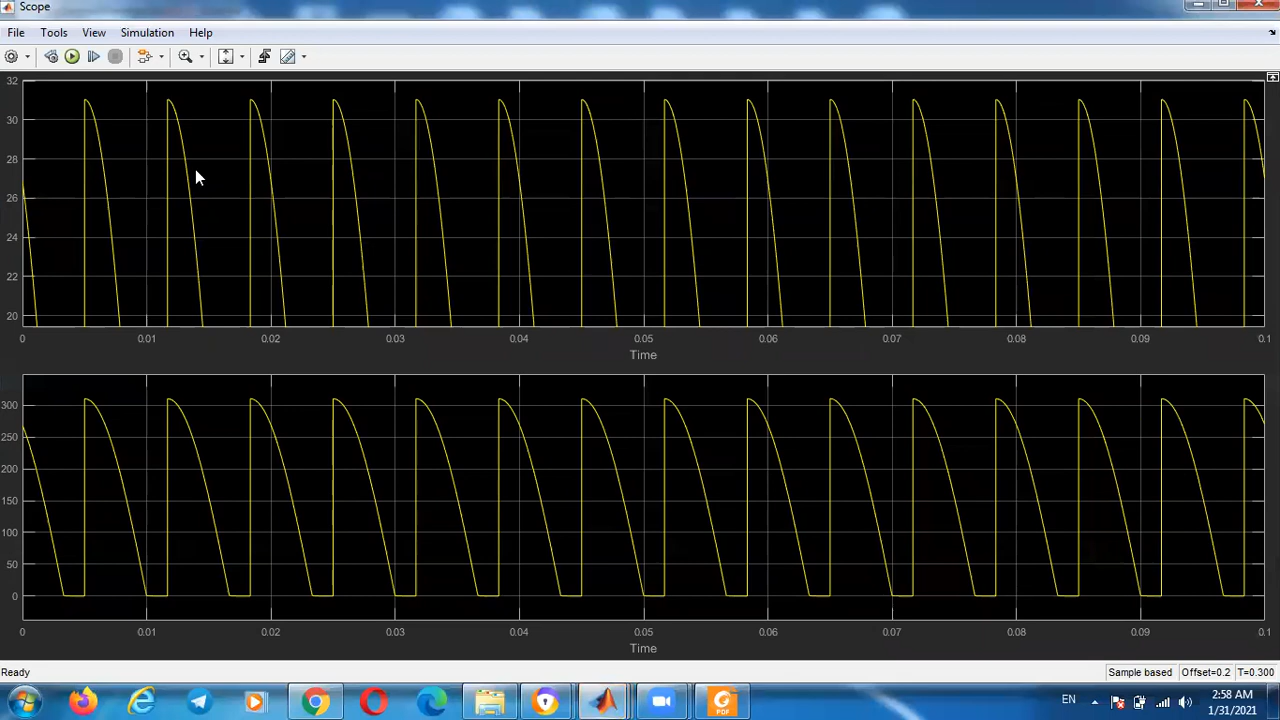 Scope
File Tools View Simulation Help
32
30
28
26
24
22
20
0 0.01 0.02 0.03 0.04 0.05 0.06 0.07 0.08 0.09 0.1
Time
300
250
200
150
100
50
0
0 0.01 0.02 0.03 0.04 0.05 0.06 0.07 0.08 0.09 0.1
Time
Ready Sample based Offset=0.2 T=0.300
PDF
EN 2:58 AM
1/31/2021